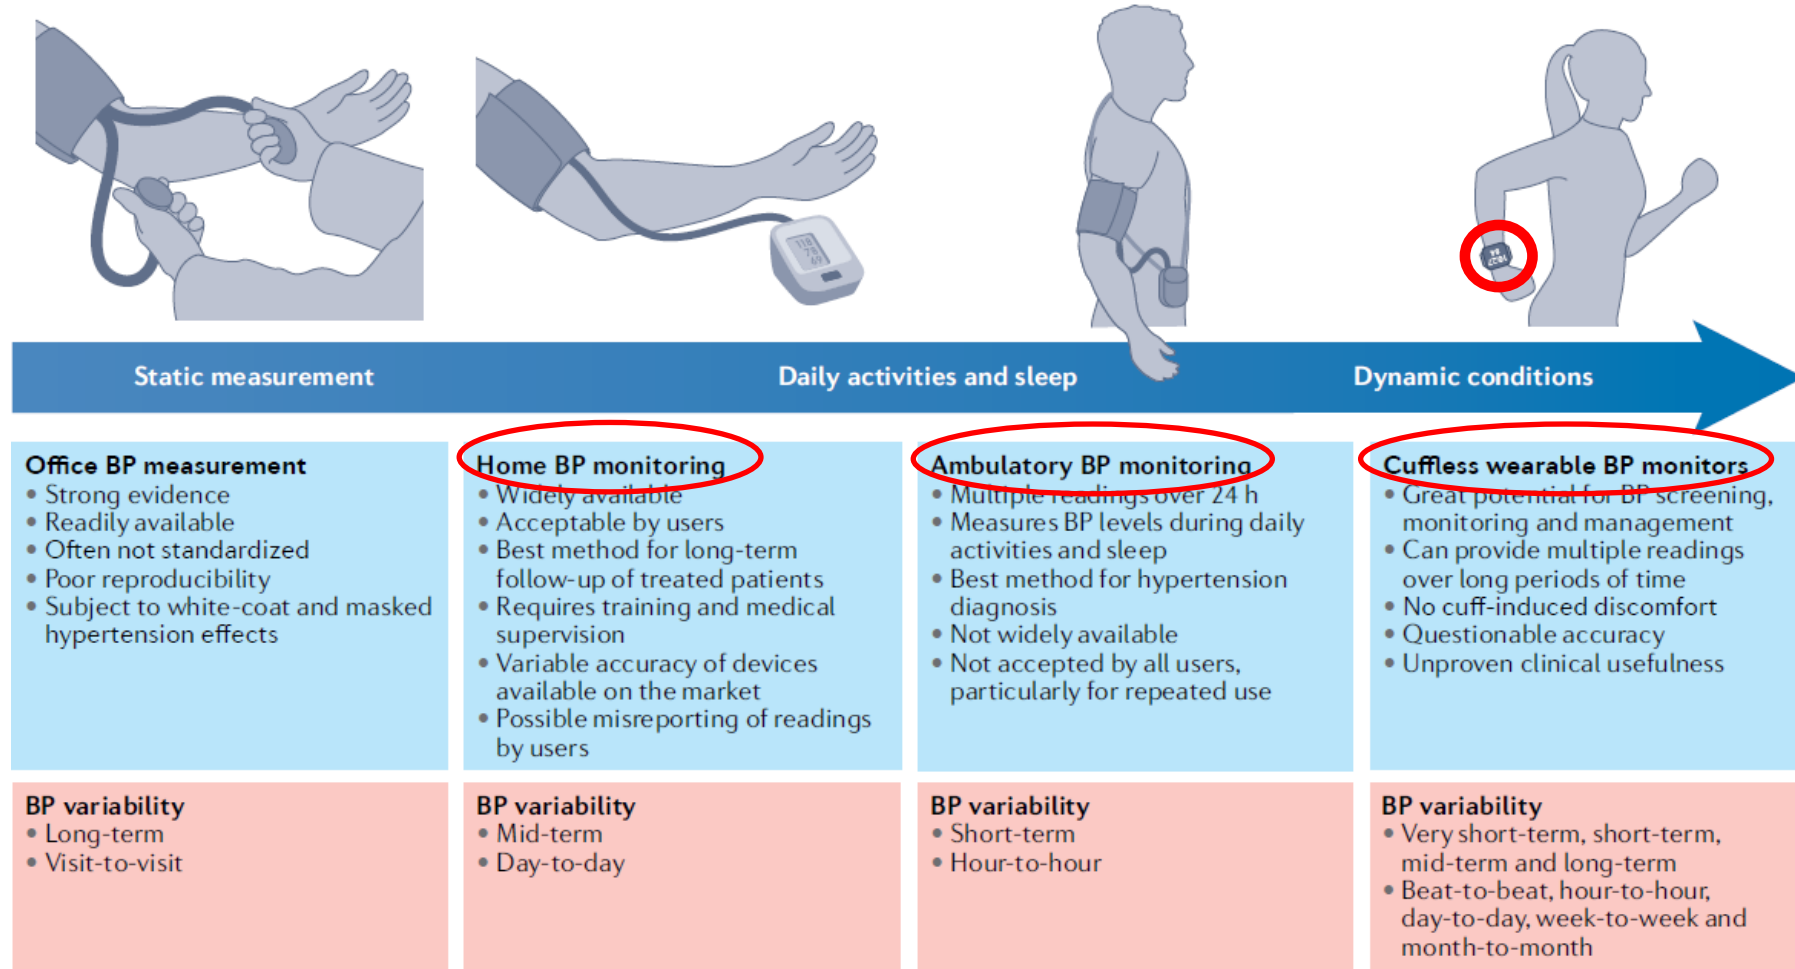 118
78
69
Static measurement
Daily activities and sleep
Dynamic conditions
Office BP measurement
• Strong evidence
• Readily available
• Often not standardized
• Poor reproducibility
• Subject to white-coat and masked
hypertension effects
Home BP monitoring
• Widely available
• Acceptable by users
• Best method for long-term
follow-up of treated patients
• Requires training and medical
supervision
• Variable accuracy of devices
available on the market
• Possible misreporting of readings
by users
Ambulatory BP monitoring
• Multiple readings over 24 h
• Measures BP levels during daily
activities and sleep
• Best method for hypertension
diagnosis
• Not widely available
• Not accepted by all users,
particularly for repeated use
Cuffless wearable BP monitors
• Great potential for BP screening,
monitoring and management
• Can provide multiple readings
over long periods of time
• No cuff-induced discomfort
• Questionable accuracy
• Unproven clinical usefulness
BP variability
• Long-term
• Visit-to-visit
BP variability
• Mid-term
• Day-to-day
BP variability
• Short-term
• Hour-to-hour
BP variability
• Very short-term, short-term,
mid-term and long-term
• Beat-to-beat, hour-to-hour,
day-to-day, week-to-week and
month-to-month